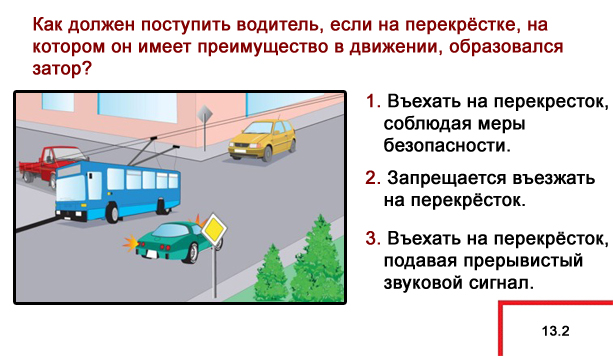 Как должен поступить водитель, если на перекрёстке, на
котором он имеет преимущество в движении, образовался
затор?
1. Въехать на перекресток,
соблюдая меры
безопасности.
2. Запрещается въезжать
на перекрёсток.
3. Въехать на перекрёсток,
подавая прерывистый
звуковой сигнал.
13.2